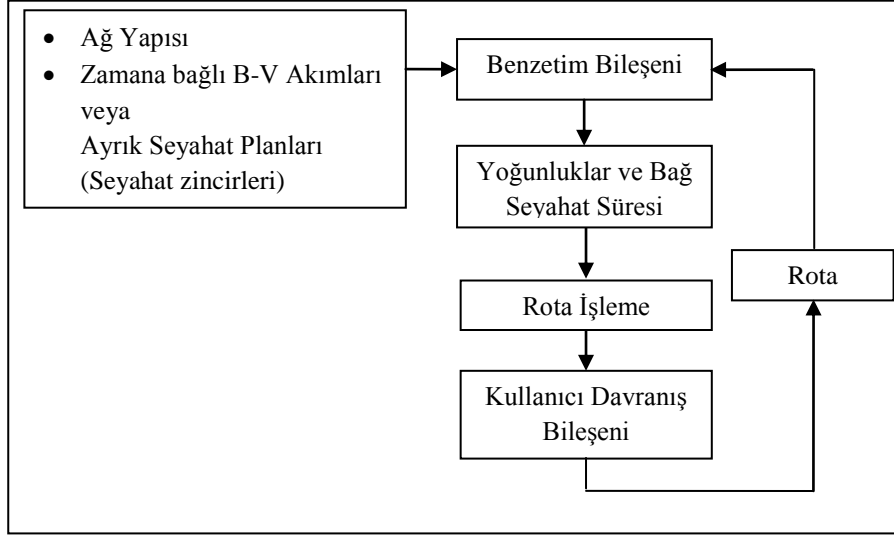 • Ağ Yapısı
• Zamana bağlı B-V Akımları
veya
Ayrık Seyahat Planları
(Seyahat zincirleri)
Benzetim Bileşeni
Yoğunluklar ve Bağ
Seyahat Süresi
Rota
Rota İşleme
Kullanıcı Davranış
Bileşeni